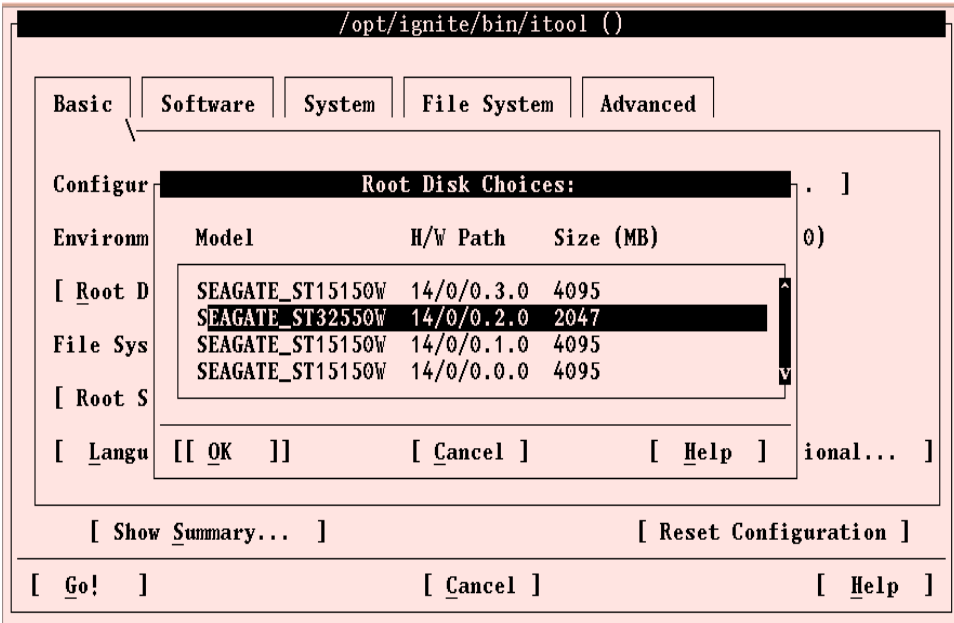 /opt/ignite/bin/itool ()
Basic Software System File System Advanced
Configur . ]
Root Disk Choices:
Environm 0)
Model H/W Path Size (MB)
[ Root D
SEAGATE_ST15150W 14/0/0.3.0 4095
SEAGATE_ST32550W 14/0/0.2.0 2047
File Sys
SEAGATE_ST15150W 14/0/0.1.0 4095
SEAGATE_ST15150W 14/0/0.0.0 4095
[ Root S
[ Langu ional... ]
[[ OK ]] [ Cancel ] [ Help ]
[ Show Summary... ] [ Reset Configuration ]
[ Go! ] [ Cancel ] [ Help ]